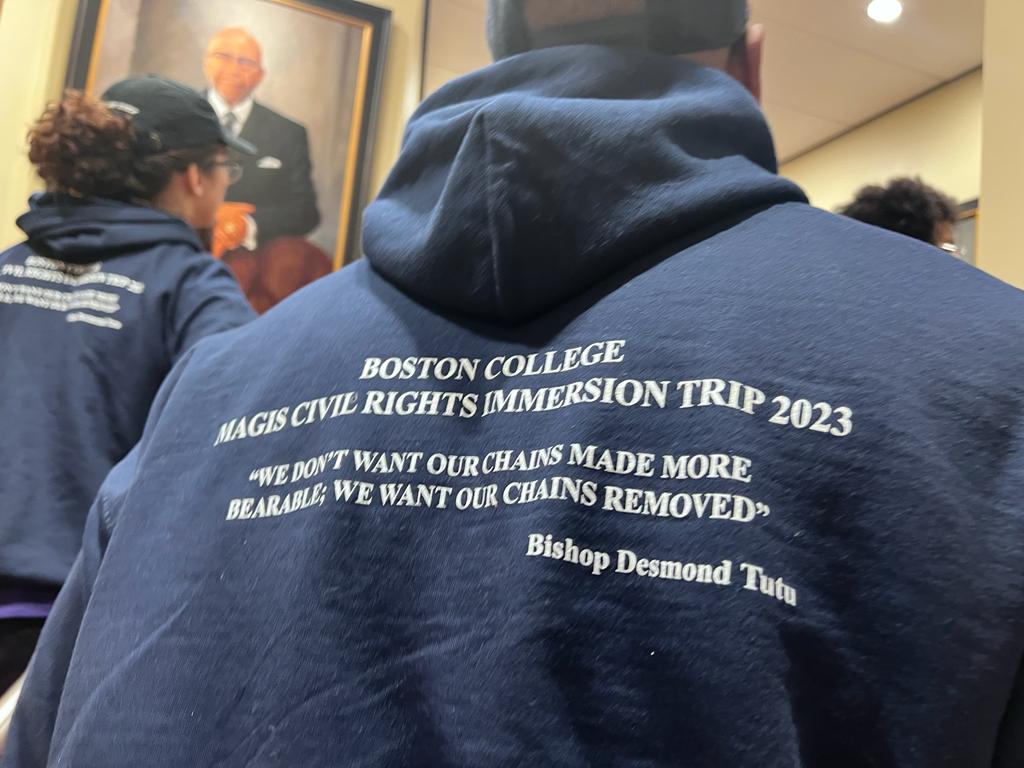 BOSTON COLLEGE
MAGIS CIVIL RIGHTS IMMERSION TRIP 2023
“WE DON’T WANT OUR CHAINS MADE MORE
BEARABLE; WE WANT OUR CHAINS REMOVED”
Bishop Desmond Tutu